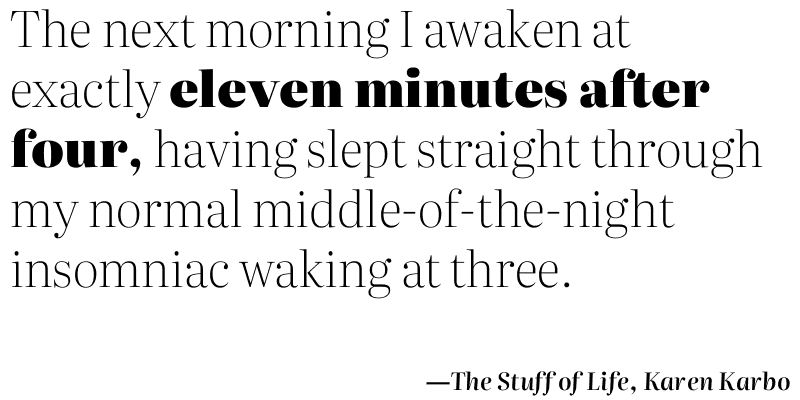 The next morning I awaken at
exactly eleven minutes after
four, having slept straight through
my normal middle-of-the-night
insomniac waking at three.
—The Stuff of Life, Karen Karbo